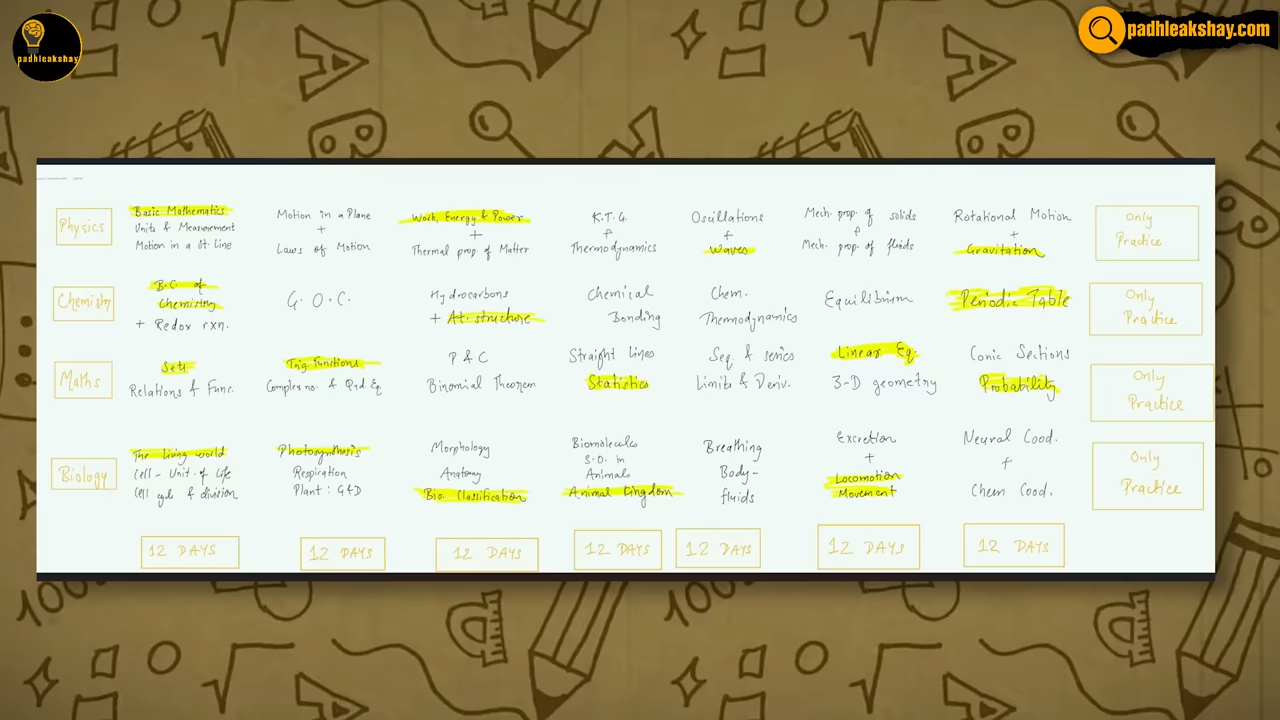 padhleakshay
padhleakshay.com
Physics
Basic Mathematics
Units & Measurement
Motion in a St. Line
Motion in a Plane
+
Laws of Motion
Work, Energy & Power
+
Thermal prop of Matter
K.T.G
+
Thermodynamics
Oscillations
+
Waves
Mech. prop of solids
+
Mech. prop. of fluids
Rotational Motion
+
Gravitation
Only
Practice
Chemistry
B.C. of
Chemistry
+ Redox rxn.
G.O.C.
Hydrocarbons
+ At. structure
Chemical
Bonding
Chem.
Thermodynamics
Equilibrium
Periodic Table
Only
Practice
Maths
Sets
Relations & Func.
Trig. Functions
Complex no. & Qrd Eq
P & C
Binomial Theorem
Straight Lines
Statistics
Seq. & series
Limits & Deriv.
Linear Eq.
3-D geometry
Conic Sections
Probability
Only
Practice
Biology
The Living world
Cell - Unit of Life
Cell cycle & division
Photosynthesis
Respiration
Plant : G&D
Morphology
Anatomy
Bio. Classification
Biomolecules
S.O. in
Animals
Animal Kingdom
Breathing
Body-
fluids
Excretion
+
Locomotion
Movement
Neural Cood.
+
Chem Cood.
Only
Practice
12 DAYS
12 DAYS
12 DAYS
12 DAYS
12 DAYS
12 DAYS
12 DAYS